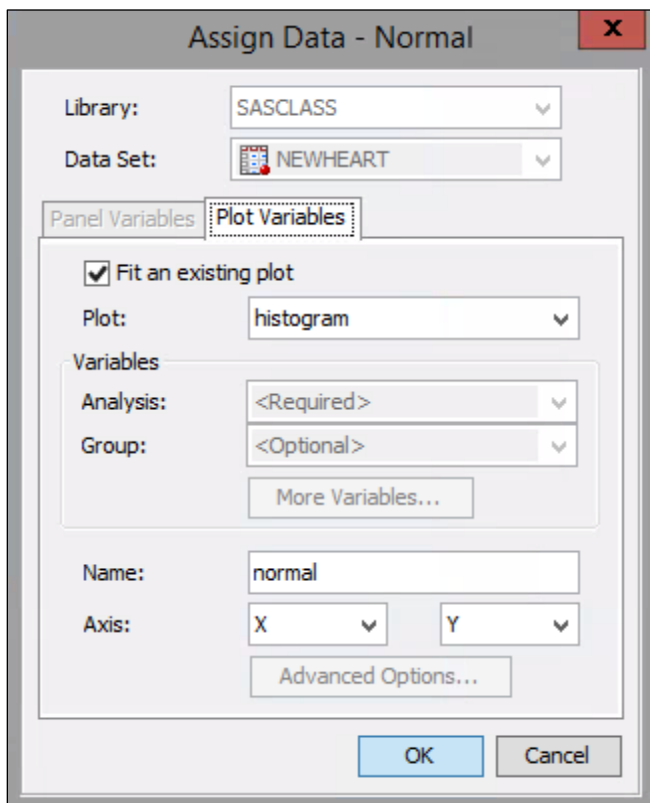 Assign Data - Normal
x
Library: SASCLASS
Data Set: NEWHEART
Panel Variables Plot Variables
Fit an existing plot
Plot: histogram
Variables
Analysis: <Required>
Group: <Optional>
More Variables...
Name: normal
Axis: X Y
Advanced Options...
OK Cancel